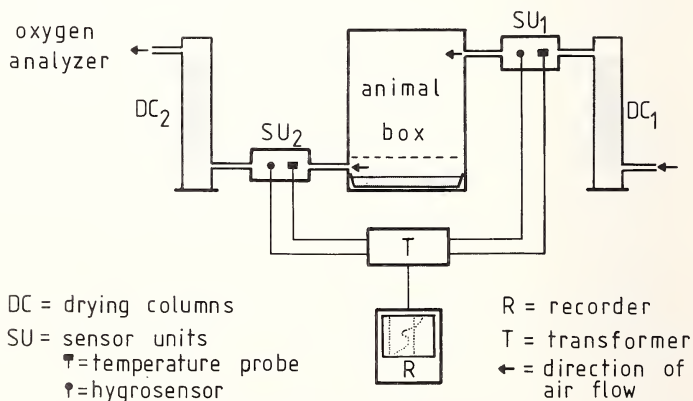 oxygen
analyzer
SU1
animal
box
DC2
DC1
SU2
T
R
DC = drying columns
SU = sensor units
=temperature probe
=hygrosensor
R = recorder
T = transformer
= direction of
air flow